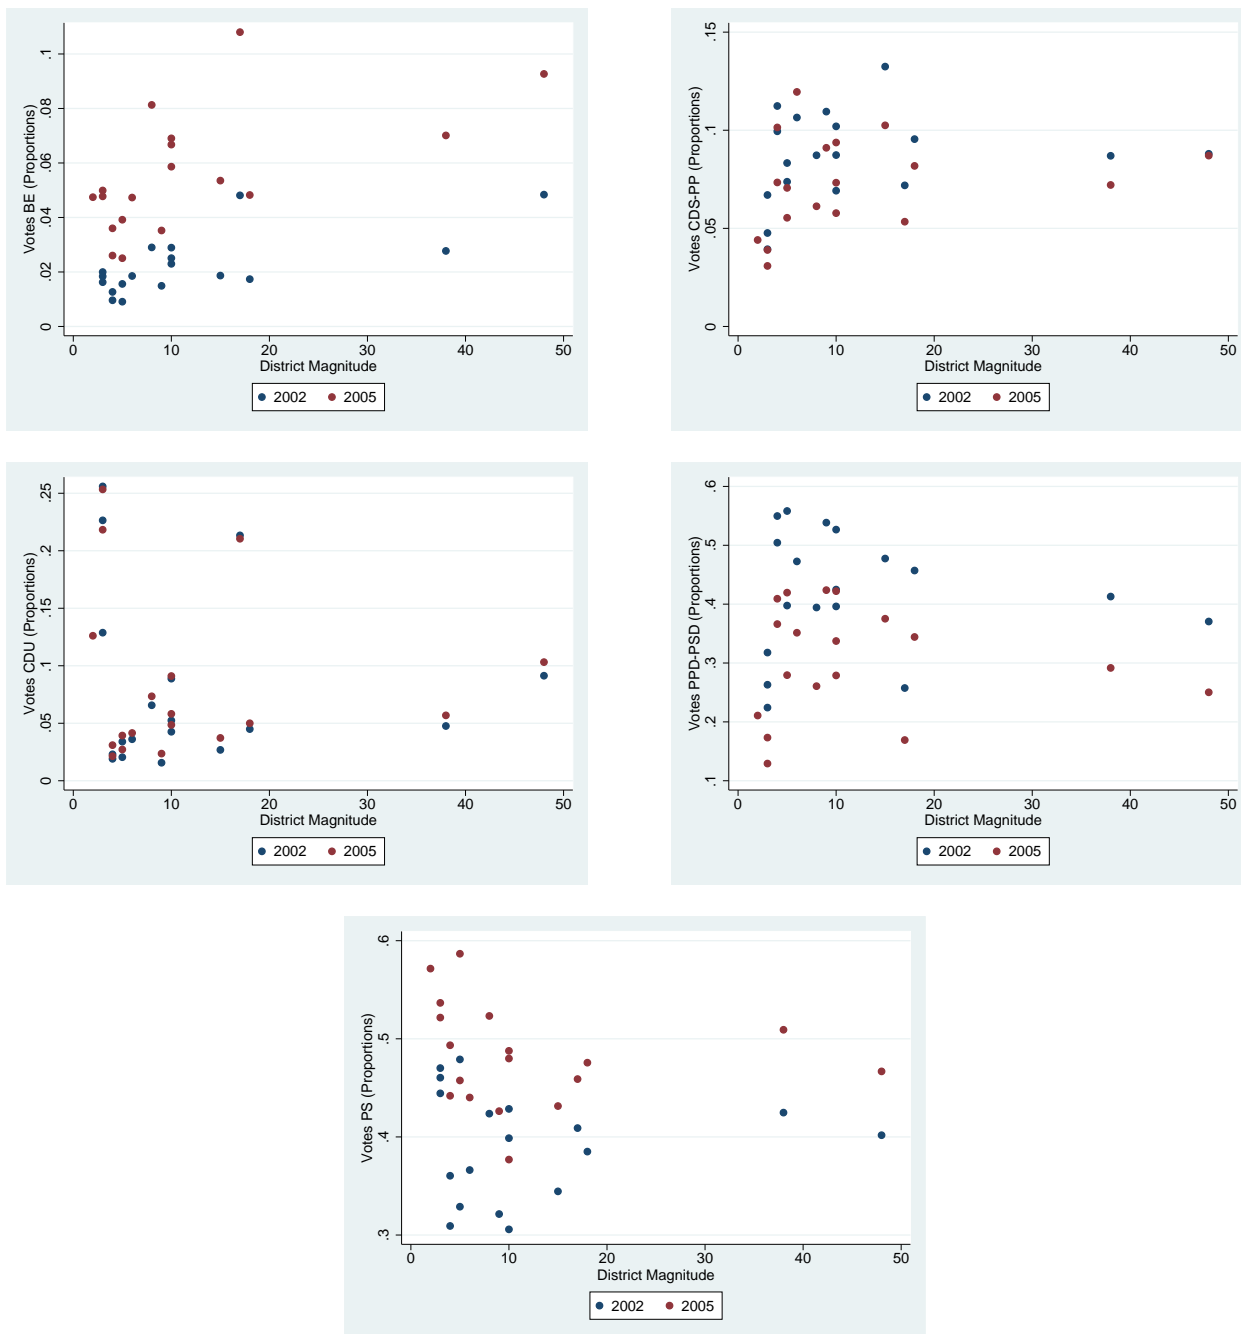 Votes BE (Proportions)
0 .02 .04 .06 .08 .1
0 10 20 30 40 50
District Magnitude
2002 2005
Votes CDS-PP (Proportions)
0 .05 .1 .15
0 10 20 30 40 50
District Magnitude
2002 2005
Votes CDU (Proportions)
0 .05 .1 .15 .2 .25
0 10 20 30 40 50
District Magnitude
2002 2005
Votes PPD-PSD (Proportions)
.1 .2 .3 .4 .5 .6
0 10 20 30 40 50
District Magnitude
2002 2005
Votes PS (Proportions)
.3 .4 .5 .6
0 10 20 30 40 50
District Magnitude
2002 2005